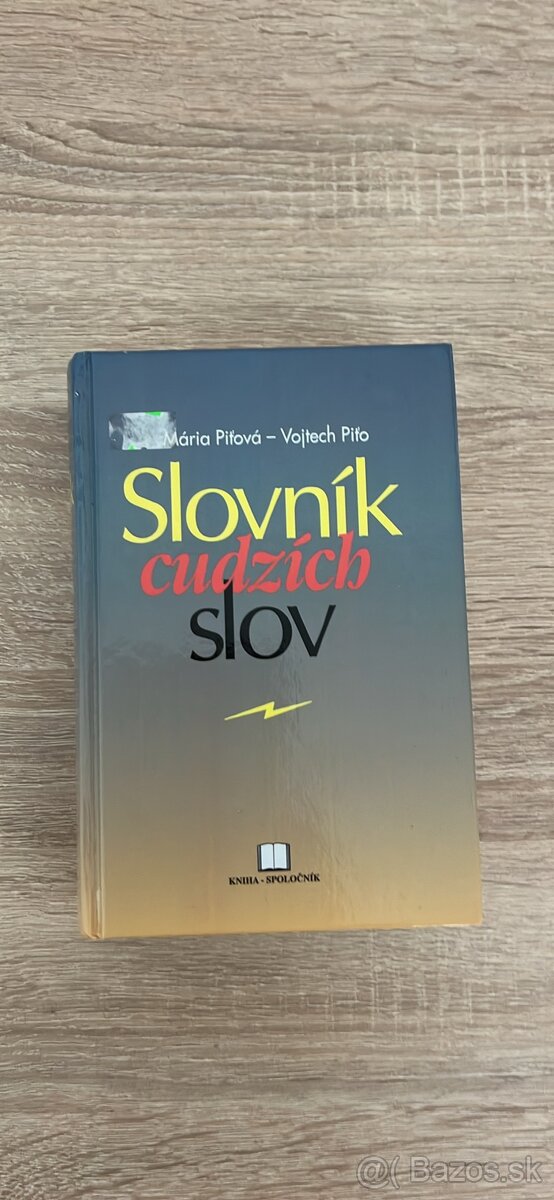 Mária Piťová – Vojtech Piťo
Slovník
cudzích
slov
KNIHA - SPOLOČNÍK
@( Bazos.sk